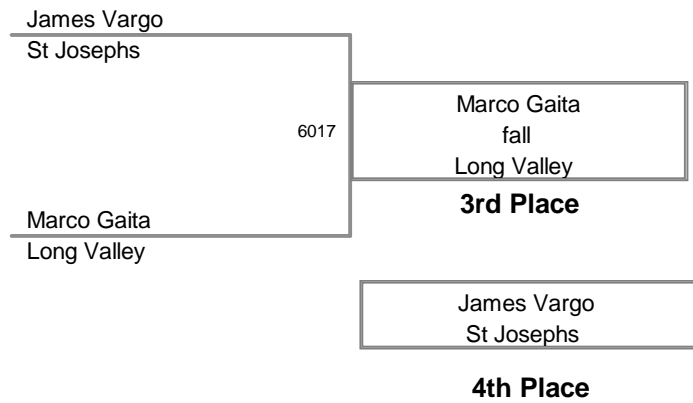 James Vargo
St Josephs
6017
Marco Gaita
fall
Long Valley
3rd Place
Marco Gaita
Long Valley
James Vargo
St Josephs
4th Place